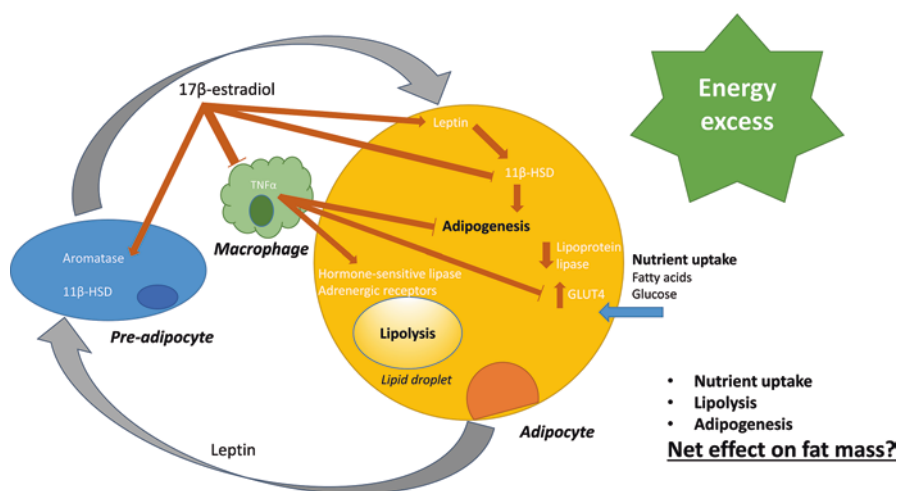 Energy
excess
17β-estradiol
Leptin
11β-HSD
TNFα
Macrophage
Adipogenesis
Lipoprotein
lipase
GLUT4
Hormone-sensitive lipase
Adrenergic receptors
Lipolysis
Lipid droplet
Adipocyte
Aromatase
11β-HSD
Pre-adipocyte
Leptin
Nutrient uptake
Fatty acids
Glucose
• Nutrient uptake
• Lipolysis
• Adipogenesis
Net effect on fat mass?